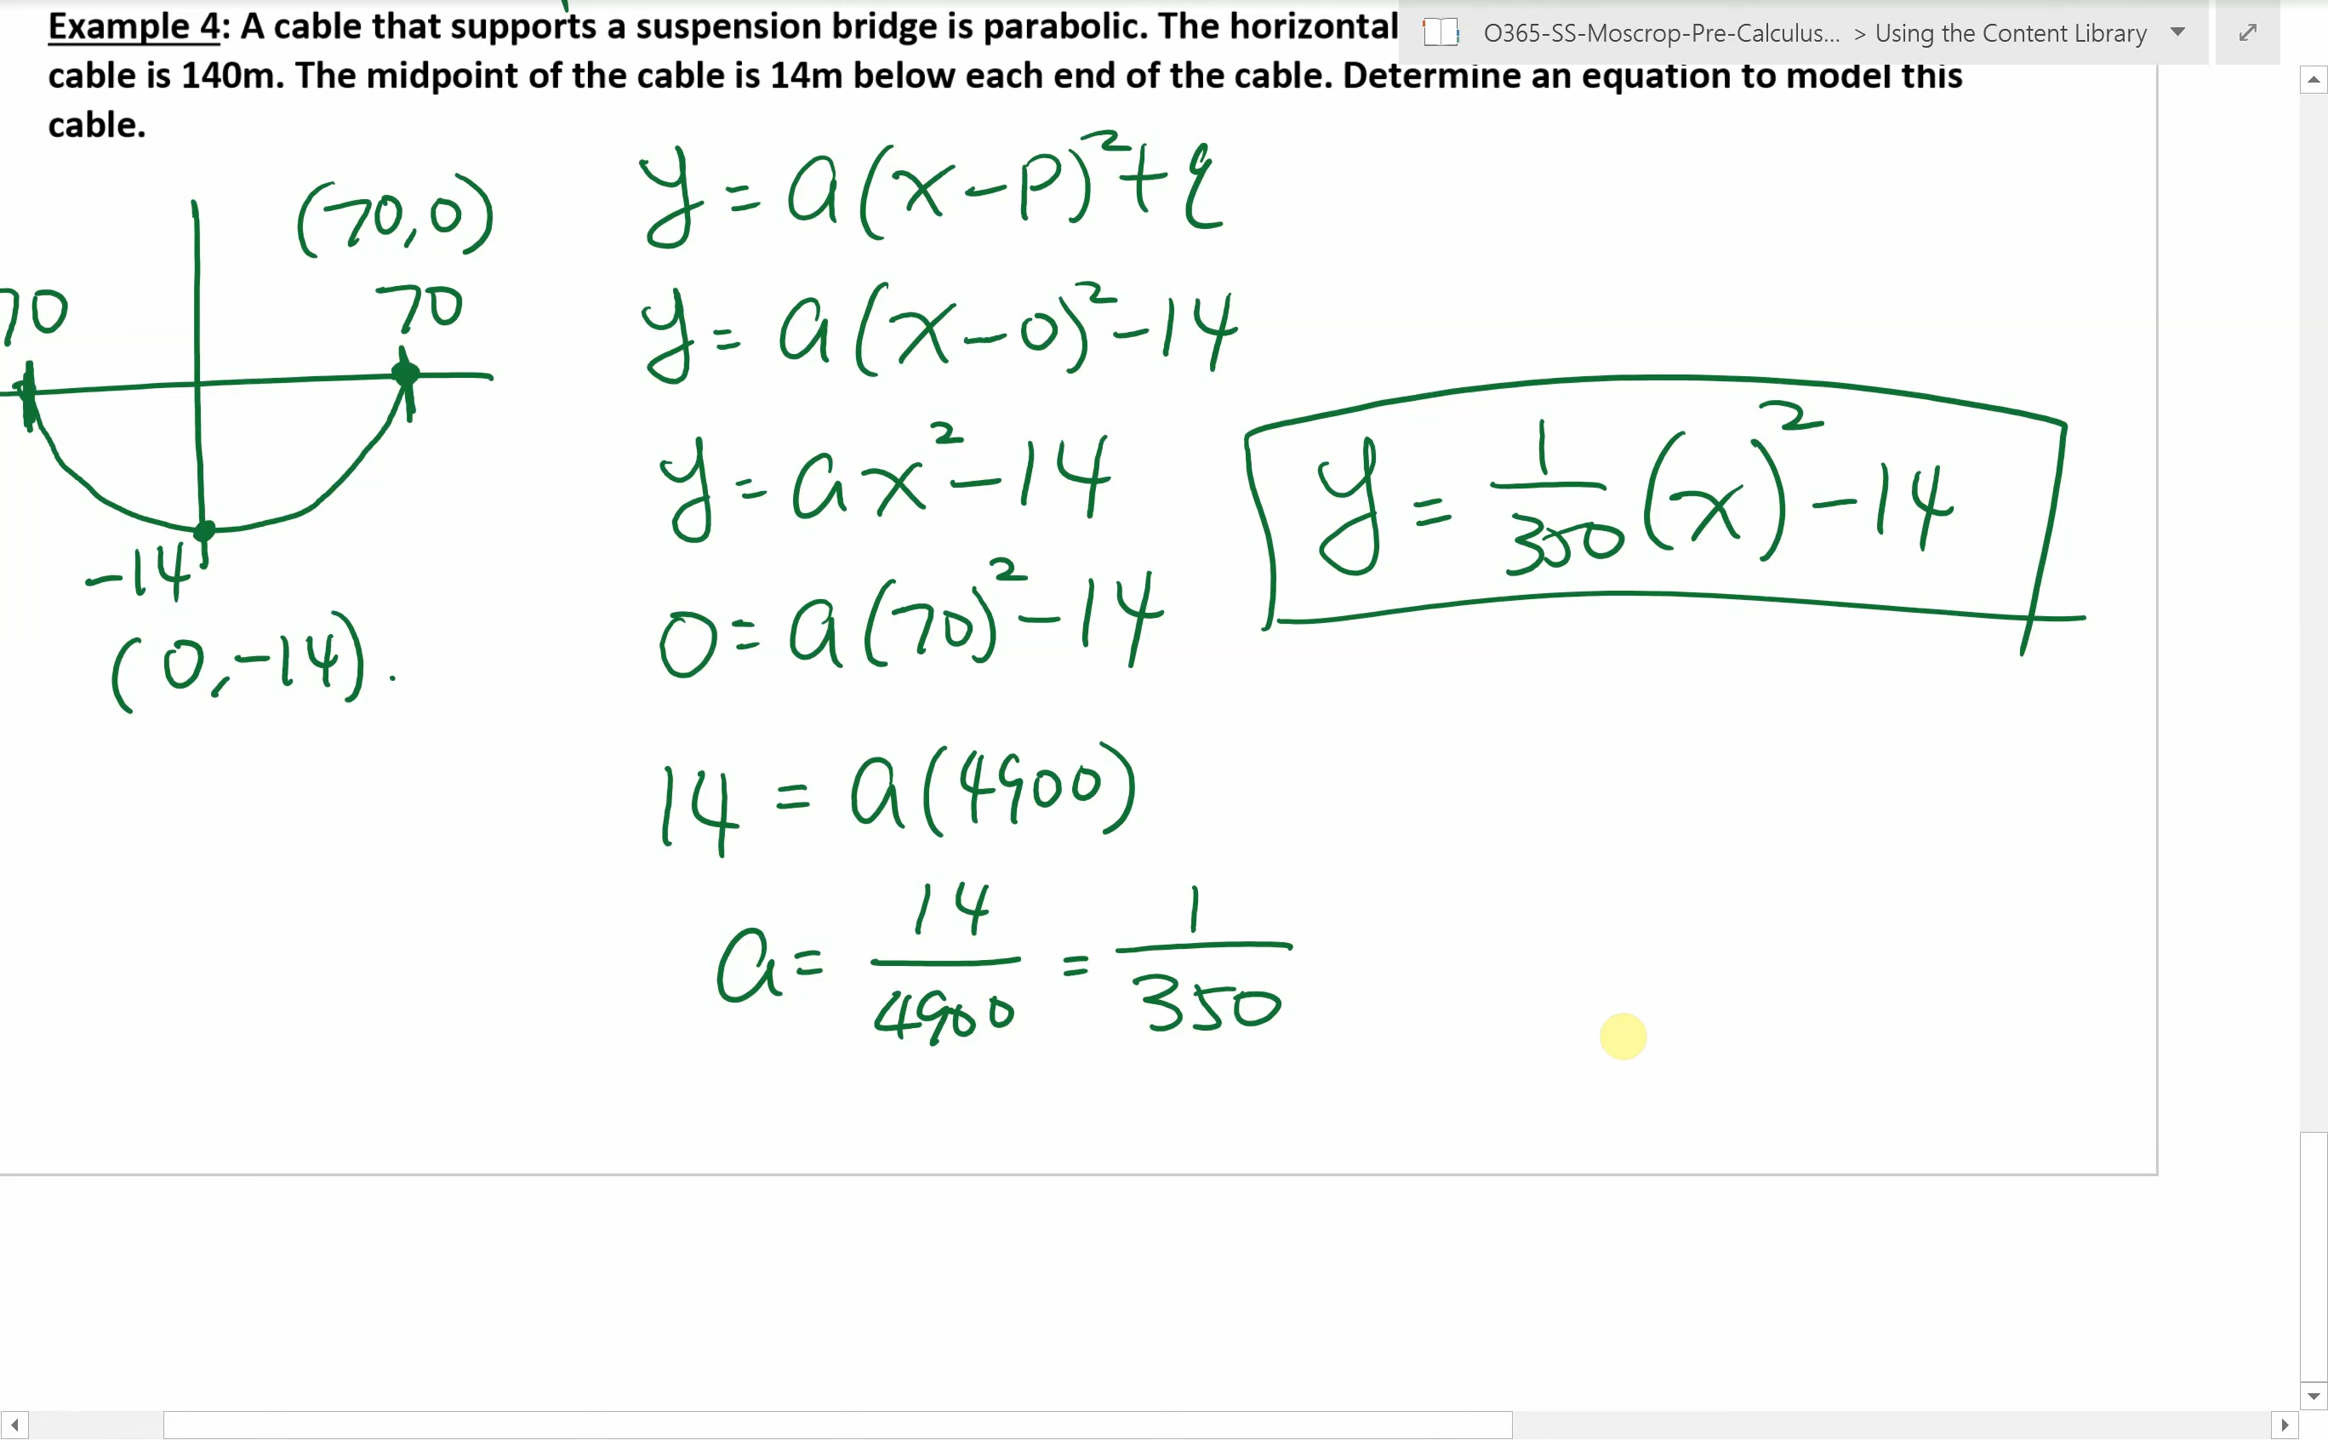 Example 4: A cable that supports a suspension bridge is parabolic. The horizontal
O365-SS-Moscrop-Pre-Calculus... > Using the Content Library
cable is 140m. The midpoint of the cable is 14m below each end of the cable. Determine an equation to model this
cable.
(70,0)
70
70
-14
(0,-14).
y = a(x-p)²+q
y = a(x-0)²-14
y = ax²-14
0 = a(70)²-14
14 = a(4900)
a = 14/4900 = 1/350
y = 1/350 (x)² -14